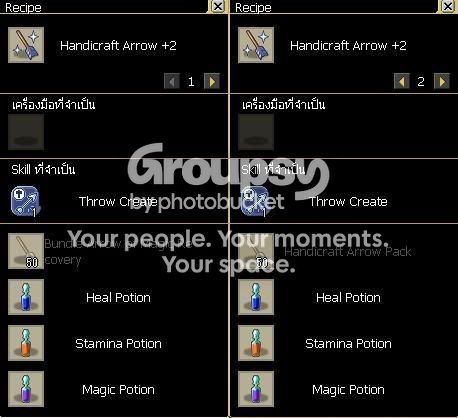 Recipe
Handicraft Arrow +2
1
เครื่องมือที่จำเป็น
Skill ที่จำเป็น
Throw Create
1
50
covery
Heal Potion
Stamina Potion
Magic Potion
Recipe
Handicraft Arrow +2
2
เครื่องมือที่จำเป็น
Skill ที่จำเป็น
Throw Create
1
50
Handicraft Arrow Pack
Heal Potion
Stamina Potion
Magic Potion
Groupsy
by photobucket
Your people. Your moments.
Your space.